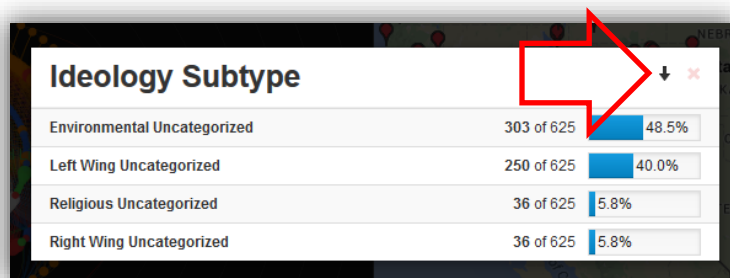 NEBR
Ideology Subtype
Environmental Uncategorized 303 of 625 48.5%
Left Wing Uncategorized 250 of 625 40.0%
Religious Uncategorized 36 of 625 5.8%
Right Wing Uncategorized 36 of 625 5.8%